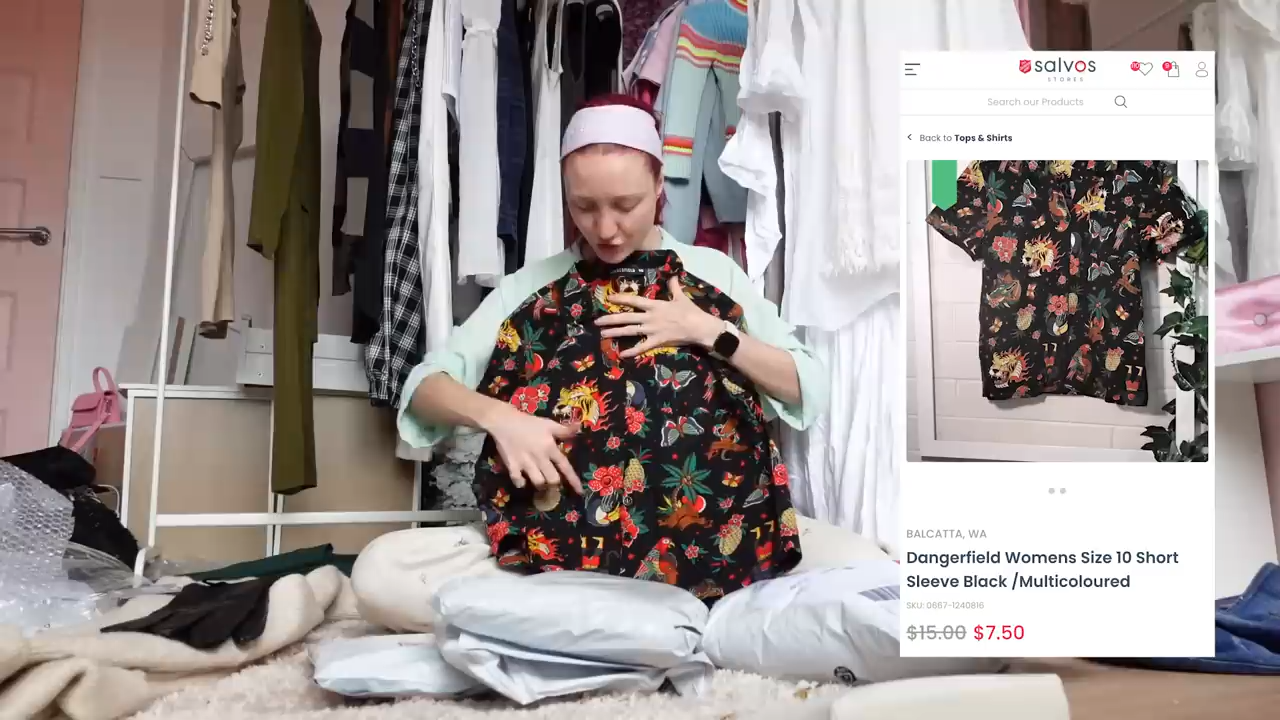 salvos
STORES
Search our Products
Back to Tops & Shirts
BALCATTA, WA
Dangerfield Womens Size 10 Short
Sleeve Black /Multicoloured
SKU: 0667-1240816
$15.00 $7.50